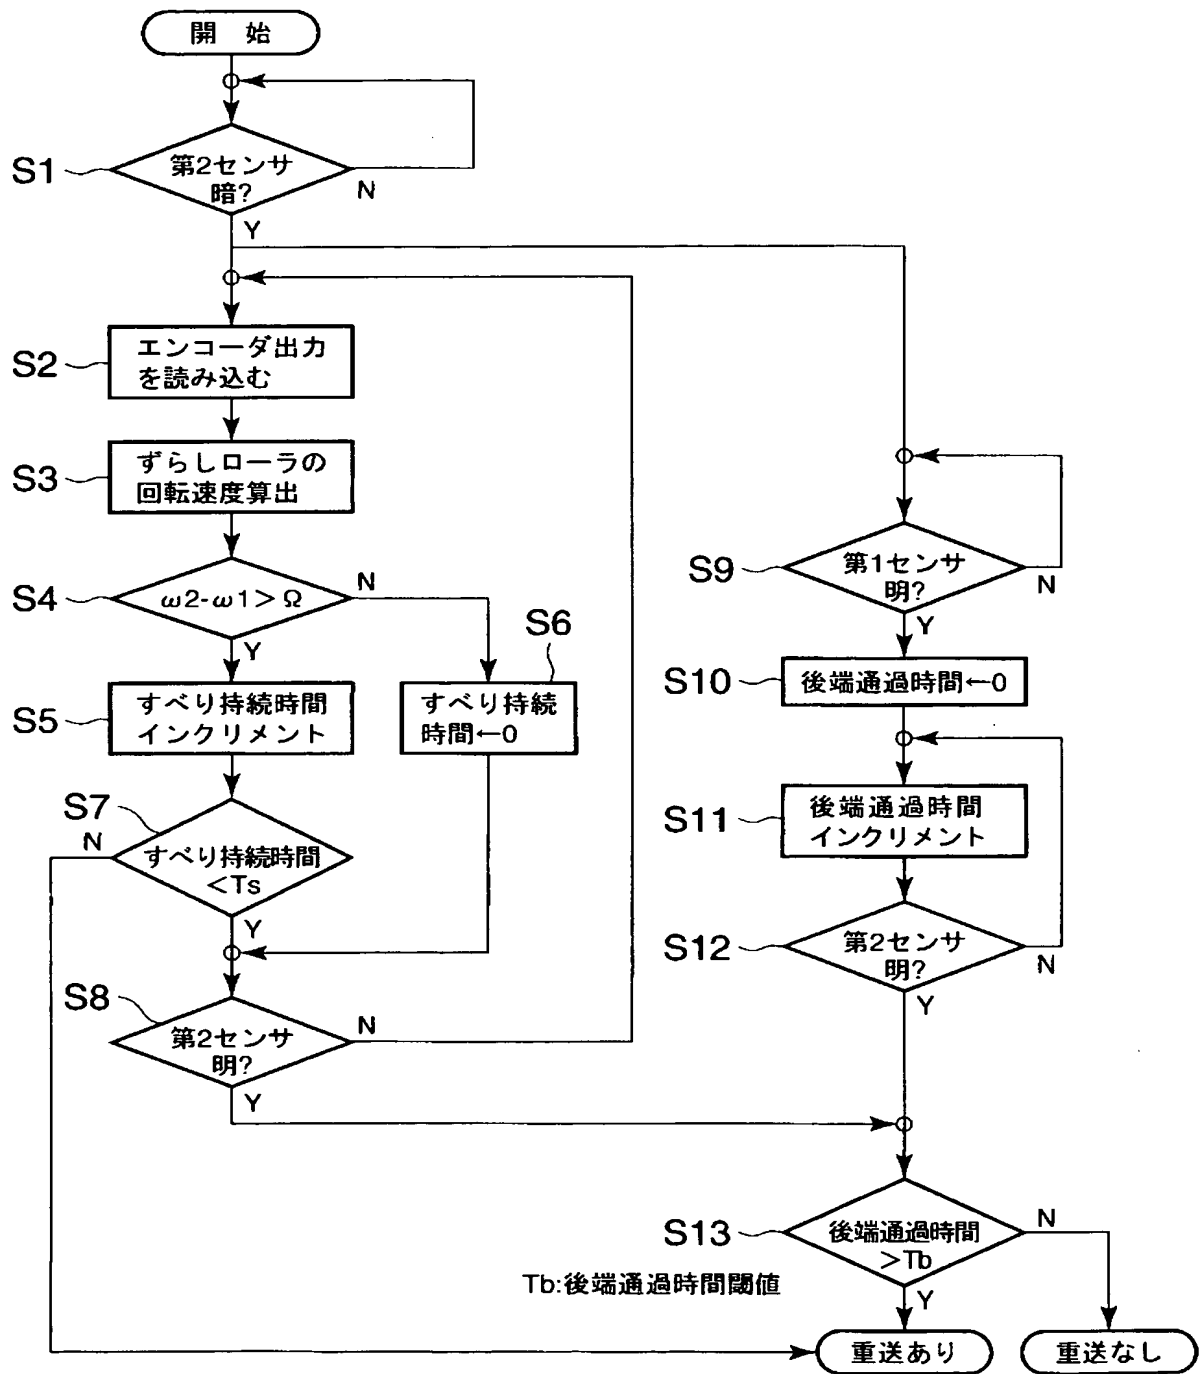 開 始
S1
第2センサ
暗?
N
Y
S2
エンコーダ出力
を読み込む
S3
ずらしローラの
回転速度算出
S4
ω2-ω1>Ω
N
Y
S5
すべり持続時間
インクリメント
S6
すべり持続
時間←0
S7
N
すべり持続時間
<Ts
Y
S8
第2センサ
明?
N
Y
S9
第1センサ
明?
N
Y
S10
後端通過時間←0
S11
後端通過時間
インクリメント
S12
第2センサ
明?
N
Y
S13
後端通過時間
>Tb
N
Y
Tb:後端通過時間閾値
重送あり
重送なし